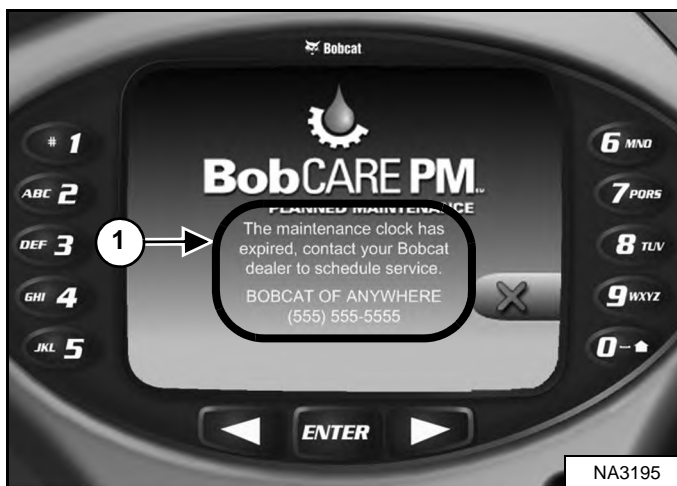 Bobcat
BobCARE PM™
PLANNED MAINTENANCE
The maintenance clock has
expired, contact your Bobcat
dealer to schedule service.
BOBCAT OF ANYWHERE
(555) 555-5555
# 1
ABC 2
DEF 3
GHI 4
JKL 5
1
6 MNO
7 PQRS
8 TUV
9 WXYZ
0-
ENTER
NA3195